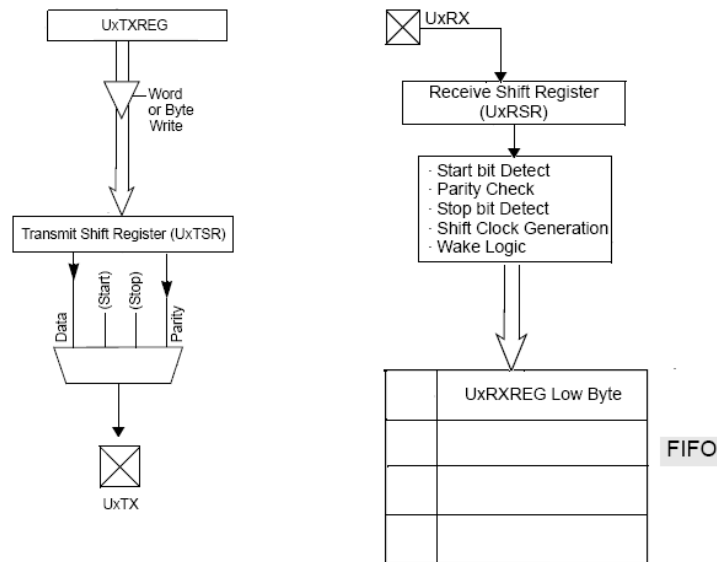 UxTXREG
Word
or Byte
Write
Transmit Shift Register (UxTSR)
Data
(Start)
(Stop)
Parity
UxTX
UxRX
Receive Shift Register
(UxRSR)
· Start bit Detect
· Parity Check
· Stop bit Detect
· Shift Clock Generation
· Wake Logic
UxRXREG Low Byte
FIFO